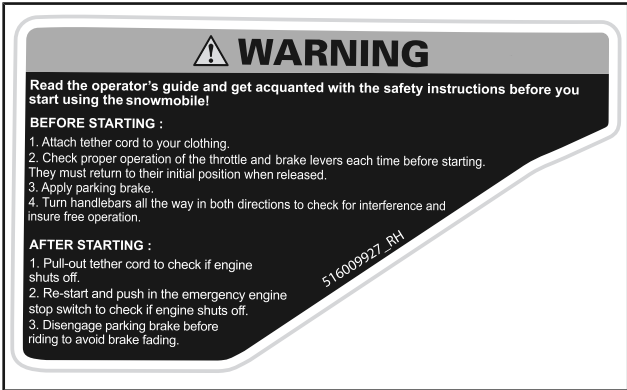 WARNING
Read the operator's guide and get acquanted with the safety instructions before you
start using the snowmobile!
BEFORE STARTING :
1. Attach tether cord to your clothing.
2. Check proper operation of the throttle and brake levers each time before starting.
They must return to their initial position when released.
3. Apply parking brake.
4. Turn handlebars all the way in both directions to check for interference and
insure free operation.
AFTER STARTING :
1. Pull-out tether cord to check if engine
shuts off.
2. Re-start and push in the emergency engine
stop switch to check if engine shuts off.
3. Disengage parking brake before
riding to avoid brake fading.
516009927_RH